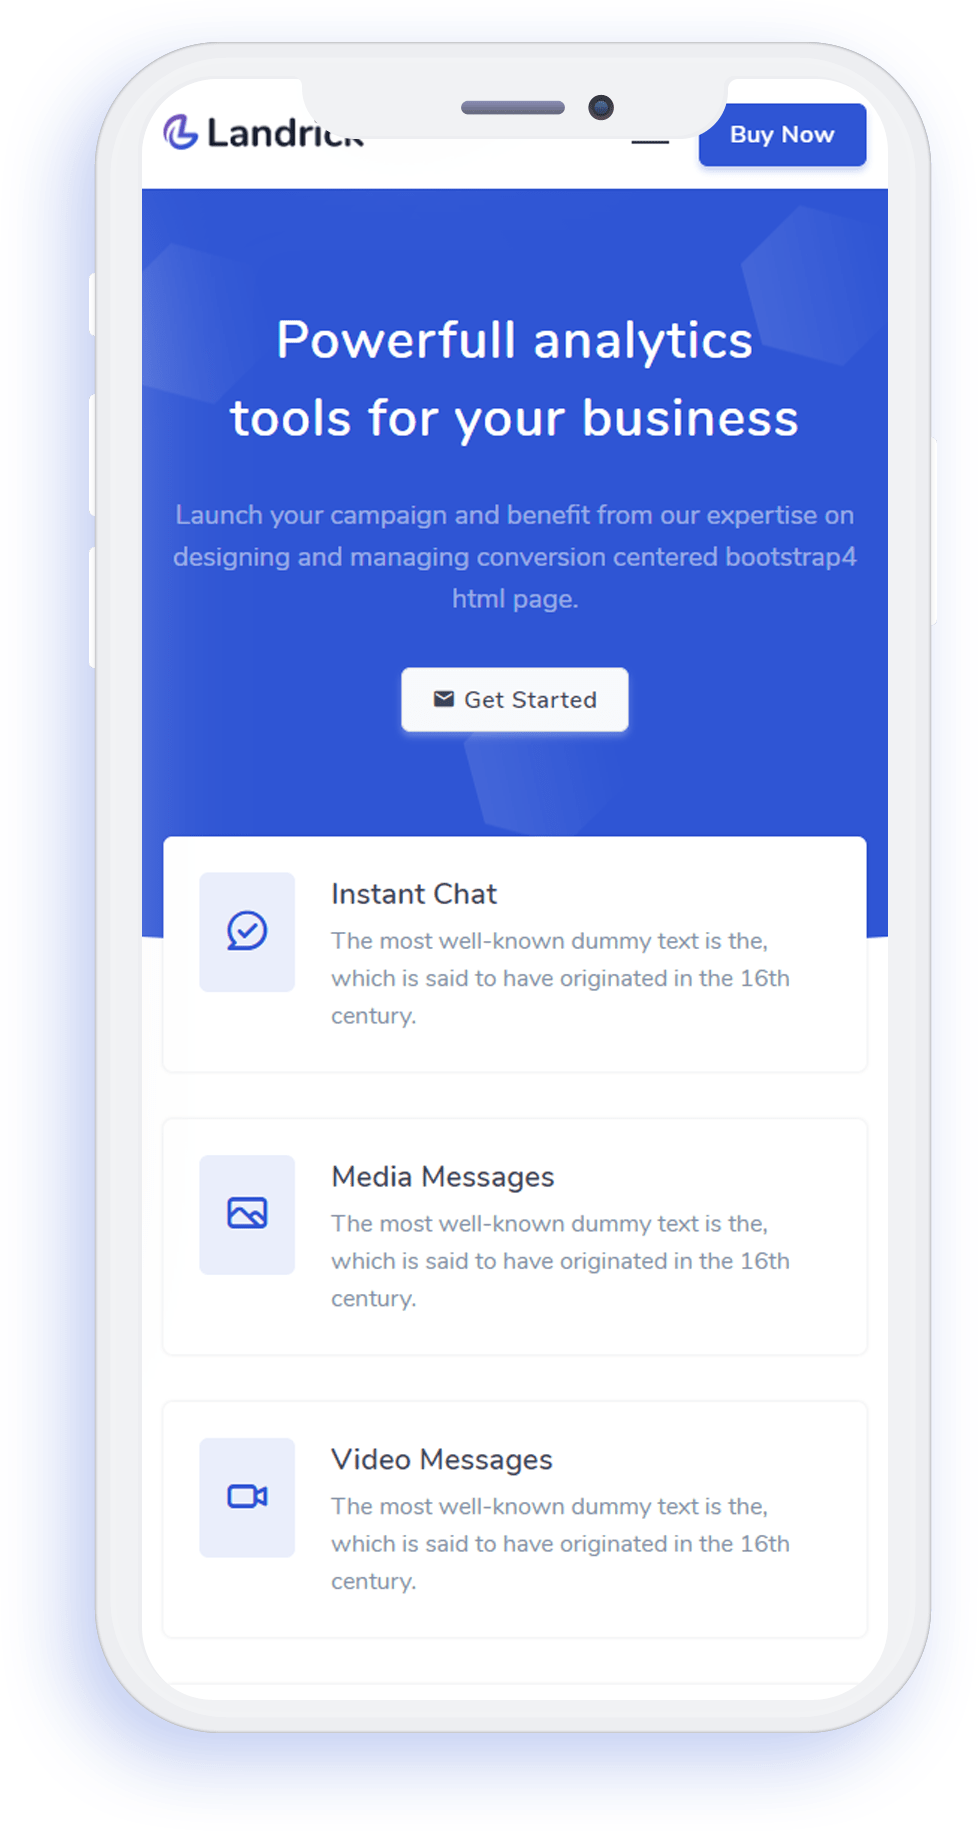 Landrick
Buy Now
Powerfull analytics
tools for your business
Launch your campaign and benefit from our expertise on
designing and managing conversion centered bootstrap4
html page.
Get Started
Instant Chat
The most well-known dummy text is the,
which is said to have originated in the 16th
century.
Media Messages
The most well-known dummy text is the,
which is said to have originated in the 16th
century.
Video Messages
The most well-known dummy text is the,
which is said to have originated in the 16th
century.